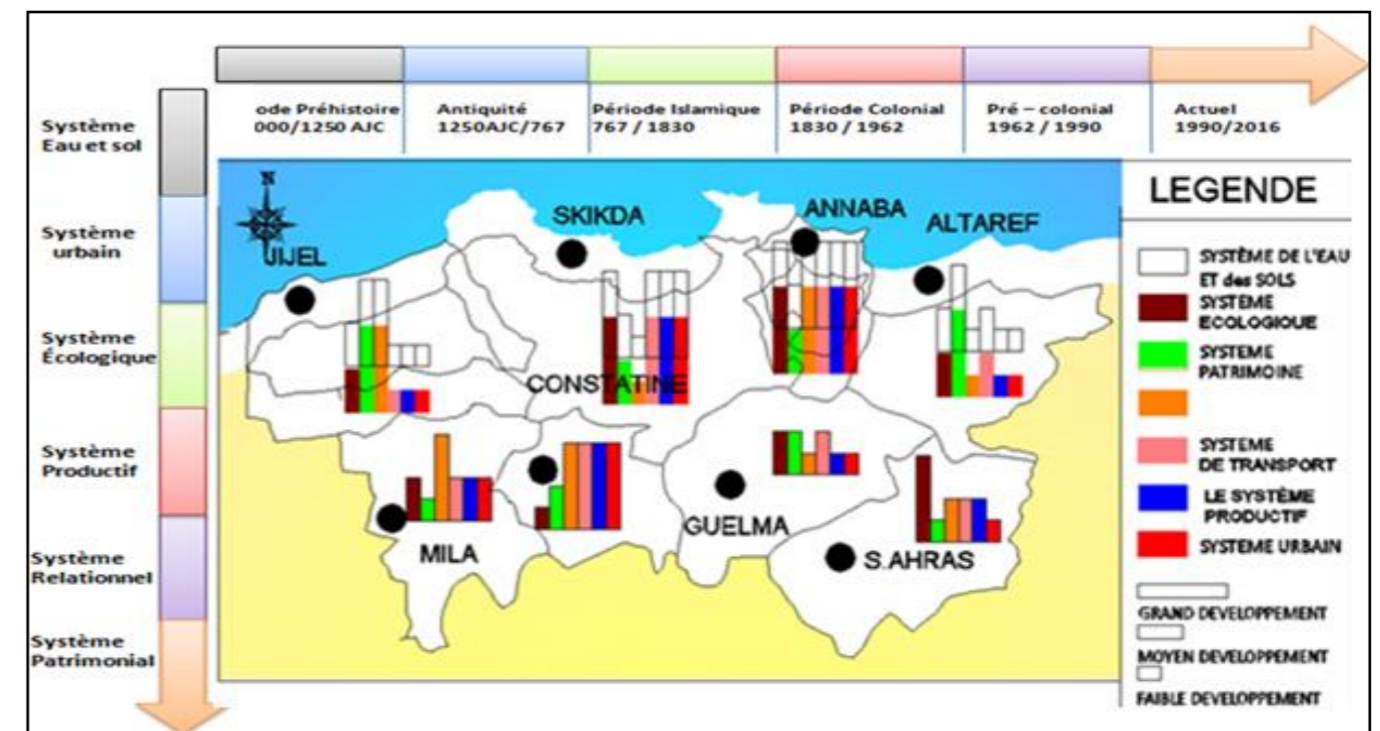 ode Préhistoire
000/1250 AJC
Antiquité
1250AJC/767
Période Islamique
767 / 1830
Période Colonial
1830 / 1962
Pré – colonial
1962 / 1990
Actuel
1990/2016
Système
Eau et sol
Système
urbain
Système
Écologique
Système
Productif
Système
Relationnel
Système
Patrimonial
N
JIJEL
SKIKDA
ANNABA
ALTAREF
CONSTATINE
MILA
GUELMA
S.AHRAS
LEGENDE
SYSTÈME DE L'EAU
ET des SOLS
SYSTEME
ECOLOGIQUE
SYSTEME
PATRIMOINE
SYSTEME
DE TRANSPORT
LE SYSTÈME
PRODUCTIF
SYSTEME URBAIN
GRAND DEVELOPPEMENT
MOYEN DEVELOPPEMENT
FAIBLE DEVELOPPEMENT